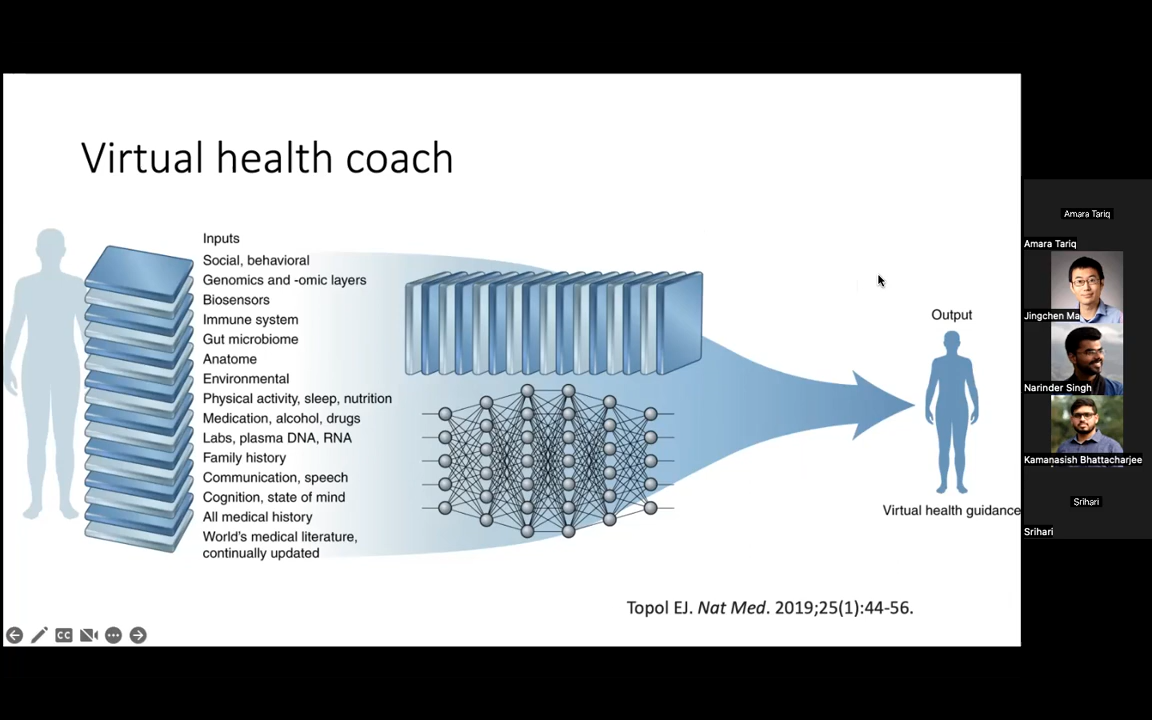 Virtual health coach
Inputs
Social, behavioral
Genomics and -omic layers
Biosensors
Immune system
Gut microbiome
Anatome
Environmental
Physical activity, sleep, nutrition
Medication, alcohol, drugs
Labs, plasma DNA, RNA
Family history
Communication, speech
Cognition, state of mind
All medical history
World's medical literature,
continually updated
Output
Virtual health guidance
Topol EJ. Nat Med. 2019;25(1):44-56.
CC
Amara Tariq
Amara Tariq
Jingchen Ma
Narinder Singh
Kamanasish Bhattacharjee
Srihari
Srihari